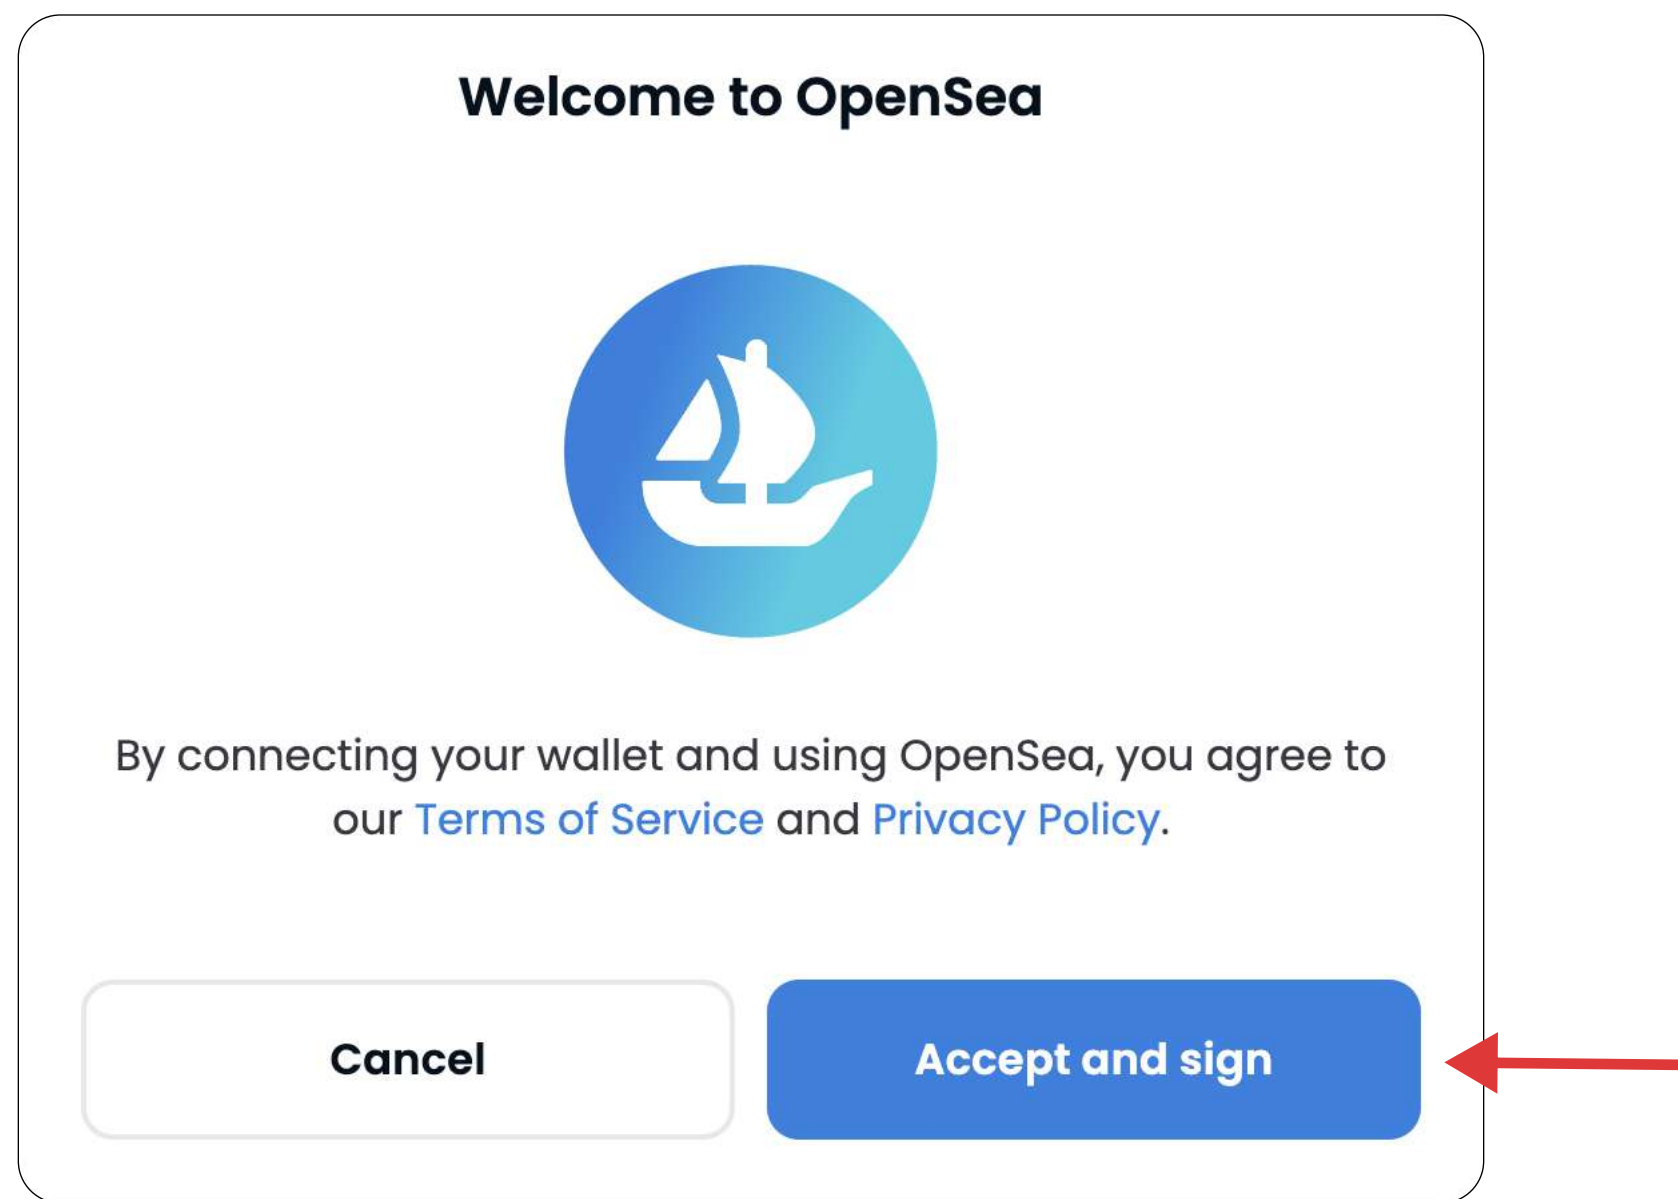 Welcome to OpenSea
By connecting your wallet and using OpenSea, you agree to
our Terms of Service and Privacy Policy.
Cancel
Accept and sign